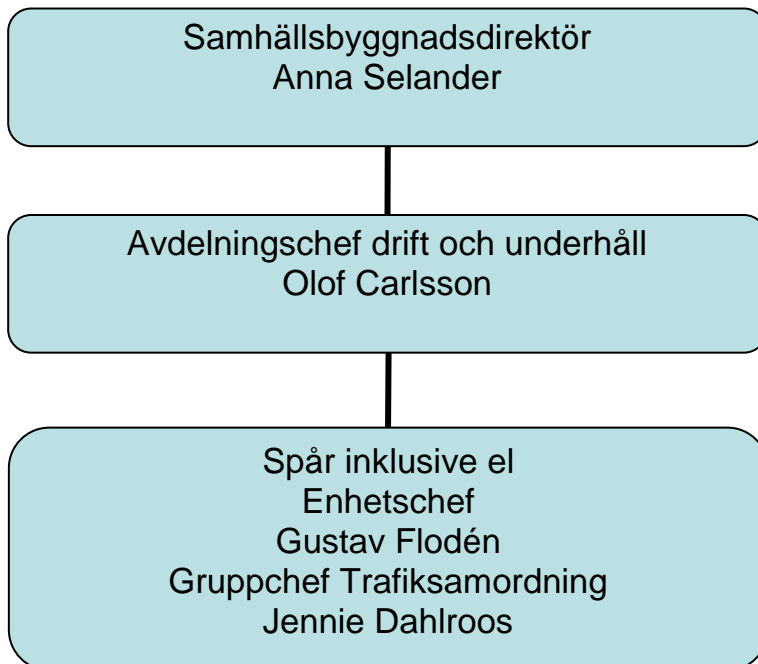 Samhällsbyggnadsdirektör
Anna Selander
Avdelningschef drift och underhåll
Olof Carlsson
Spår inklusive el
Enhetschef
Gustav Flodén
Gruppchef Trafiksamordning
Jennie Dahlroos